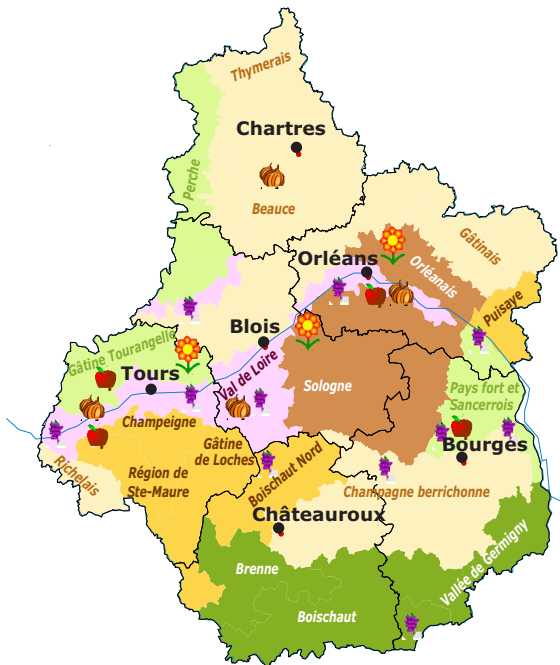 Thymerais
Chartres
Perche
Beauce
Gâtinais
Orléans
Orléanais
Puisaye
Blois
Gâtine Tourangelle
Val de Loire
Tours
Sologne
Pays fort et
Sancerrois
Champeigne
Bourges
Gâtine
de Loches
Richelais
Région de
Ste-Maure
Boischaut Nord
Champagne berrichonne
Châteauroux
Vallée de Germigny
Brenne
Boischaut